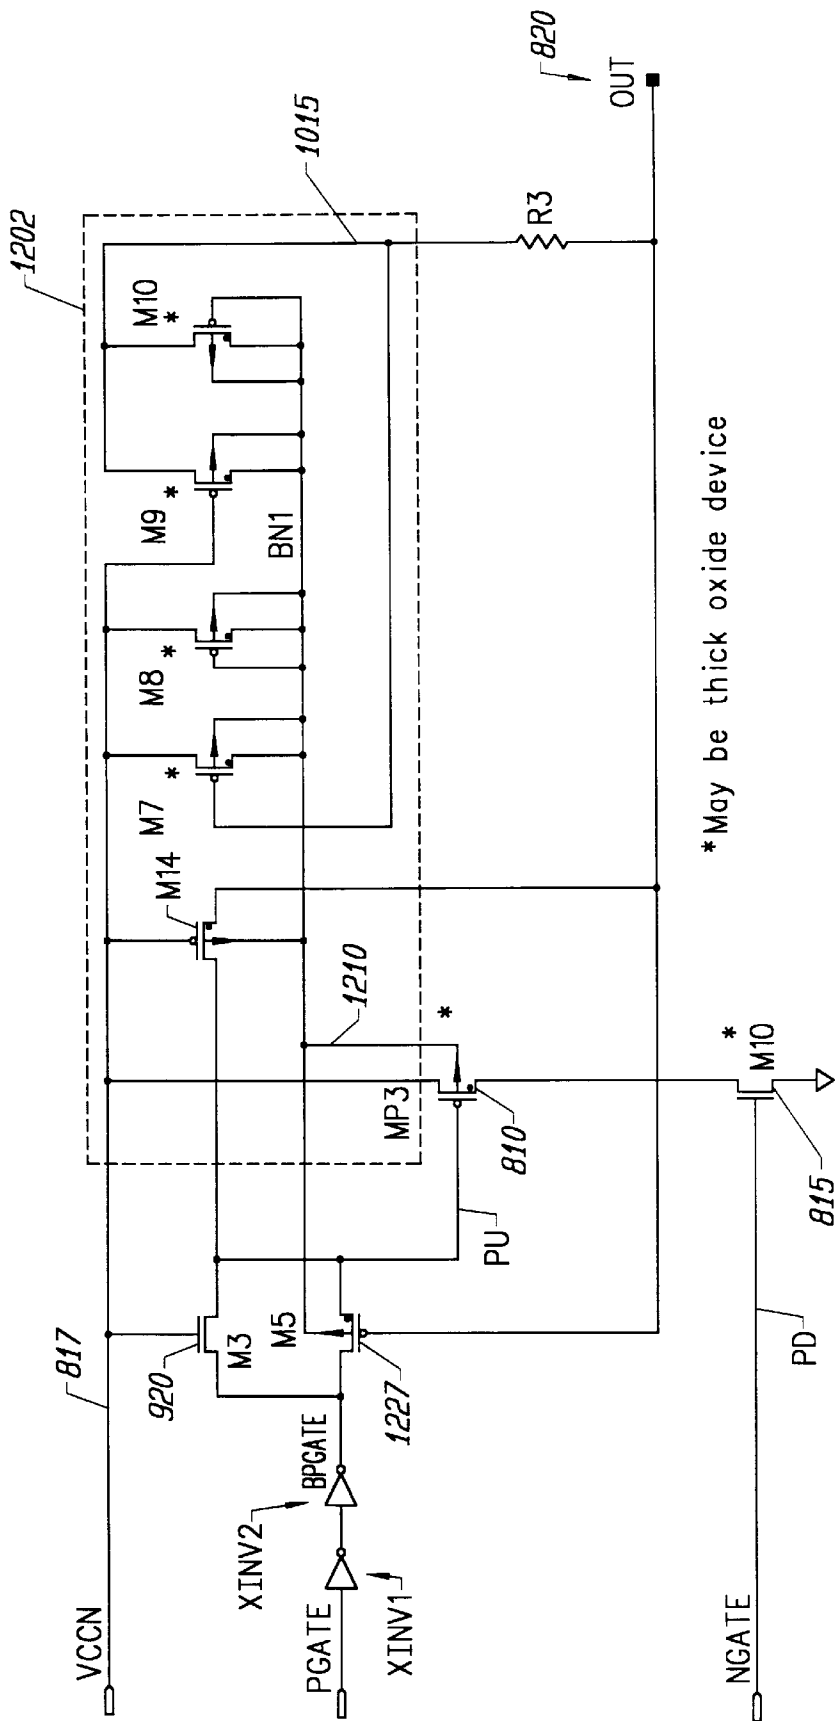 VCCN
817
920
M3
M5
1227
BPGATE
XINV2
PGATE
XINV1
M14
M7
*
M8
*
M9
*
M10
*
BN1
1202
1015
R3
820
OUT
1210
MP3
*
810
PU
*
M10
815
PD
NGATE
*May be thick oxide device